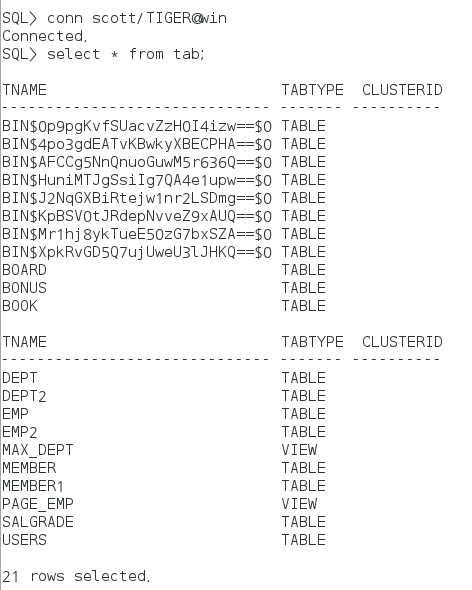 SQL> conn scott/TIGER@win
Connected.
SQL> select * from tab;
TNAME TABTYPE CLUSTERID
------------------------------ ------- ----------
BIN$0p9pgKvfSUacvZzH0I4izw==$0 TABLE
BIN$4po3gdEATvKBwkyXBECPHA==$0 TABLE
BIN$AFCCg5NnQnuoGuwM5r636Q==$0 TABLE
BIN$HuniMTJgSsiIg7QA4e1upw==$0 TABLE
BIN$J2NqGXBiRtejw1nr2LSDmg==$0 TABLE
BIN$KpBSV0tJRdepNvveZ9xAUQ==$0 TABLE
BIN$Mr1hj8ykTueE50zG7bxSZA==$0 TABLE
BIN$XpkRvGD5Q7ujUweU3lJHKQ==$0 TABLE
BOARD TABLE
BONUS TABLE
BOOK TABLE
TNAME TABTYPE CLUSTERID
------------------------------ ------- ----------
DEPT TABLE
DEPT2 TABLE
EMP TABLE
EMP2 TABLE
MAX_DEPT VIEW
MEMBER TABLE
MEMBER1 TABLE
PAGE_EMP VIEW
SALGRADE TABLE
USERS TABLE
21 rows selected.